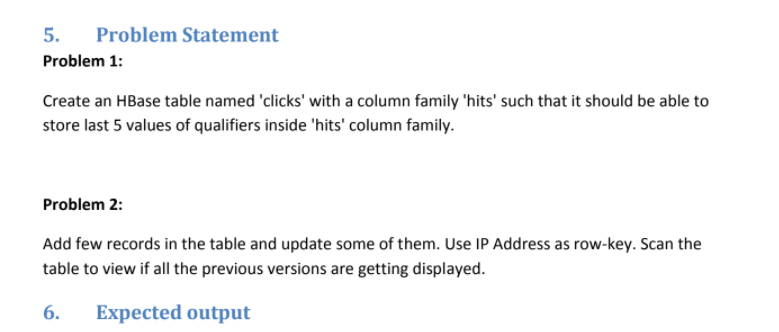 5. Problem Statement
Problem 1:
Create an HBase table named 'clicks' with a column family 'hits' such that it should be able to
store last 5 values of qualifiers inside 'hits' column family.
Problem 2:
Add few records in the table and update some of them. Use IP Address as row-key. Scan the
table to view if all the previous versions are getting displayed.
6. Expected output